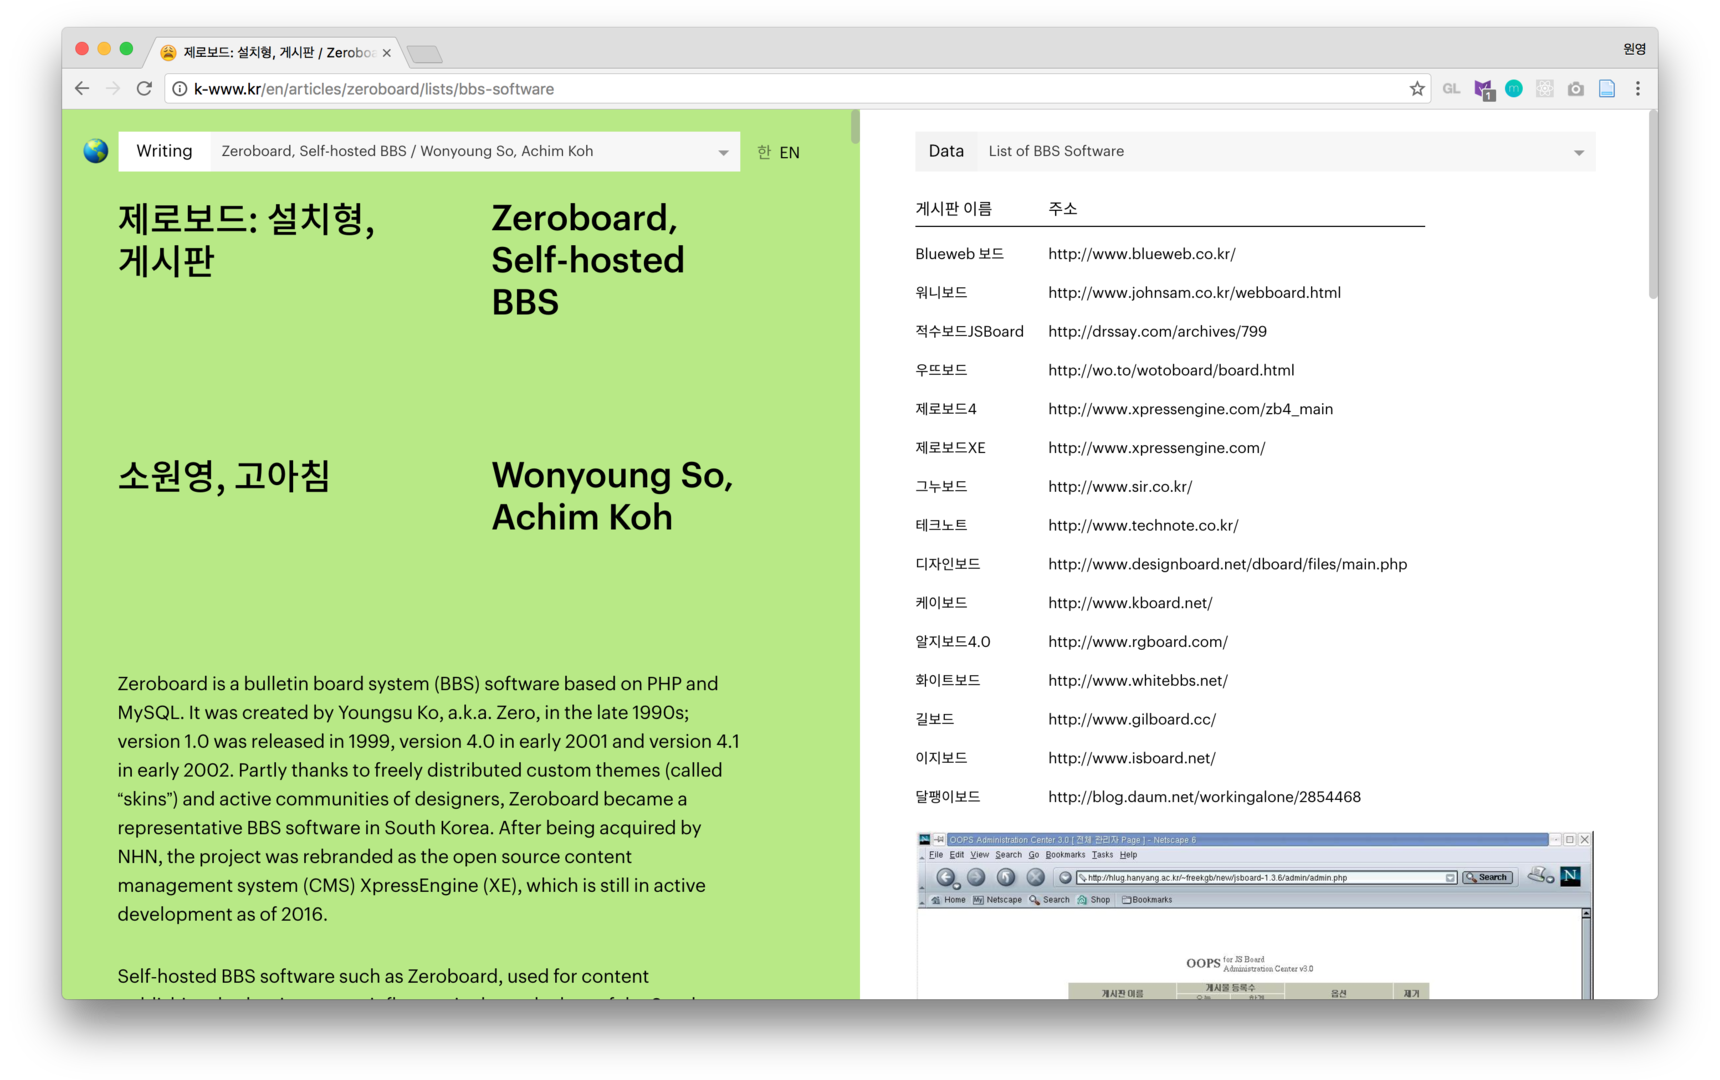 제로보드: 설치형, 게시판 / Zerobo
원영
k-www.kr/en/articles/zeroboard/lists/bbs-software
GL
1
m
Writing
Zeroboard, Self-hosted BBS / Wonyoung So, Achim Koh
한 EN
제로보드: 설치형,
게시판
Zeroboard,
Self-hosted
BBS
소원영, 고아침
Wonyoung So,
Achim Koh
Zeroboard is a bulletin board system (BBS) software based on PHP and
MySQL. It was created by Youngsu Ko, a.k.a. Zero, in the late 1990s;
version 1.0 was released in 1999, version 4.0 in early 2001 and version 4.1
in early 2002. Partly thanks to freely distributed custom themes (called
“skins”) and active communities of designers, Zeroboard became a
representative BBS software in South Korea. After being acquired by
NHN, the project was rebranded as the open source content
management system (CMS) XpressEngine (XE), which is still in active
development as of 2016.
Self-hosted BBS software such as Zeroboard, used for content
Data
List of BBS Software
게시판 이름 주소
Blueweb 보드 http://www.blueweb.co.kr/
워니보드 http://www.johnsam.co.kr/webboard.html
적수보드JSBoard http://drssay.com/archives/799
우뜨보드 http://wo.to/wotoboard/board.html
제로보드4 http://www.xpressengine.com/zb4_main
제로보드XE http://www.xpressengine.com/
그누보드 http://www.sir.co.kr/
테크노트 http://www.technote.co.kr/
디자인보드 http://www.designboard.net/dboard/files/main.php
케이보드 http://www.kboard.net/
알지보드4.0 http://www.rgboard.com/
화이트보드 http://www.whitebbs.net/
길보드 http://www.gilboard.cc/
이지보드 http://www.isboard.net/
달팽이보드 http://blog.daum.net/workingalone/2854468
OOPS Administration Center 3.0 [ 전체 관리자 Page ] - Netscape 6
File Edit View Search Go Bookmarks Tasks Help
http://hlug.hanyang.ac.kr/~freekgb/new/jsboard-1.3.6/admin/admin.php
Search
N
Home My Netscape Search Shop Bookmarks
OOPS for JS Board
Administration Center v3.0
게시판 이름 게시물 등록수 옵션 제거